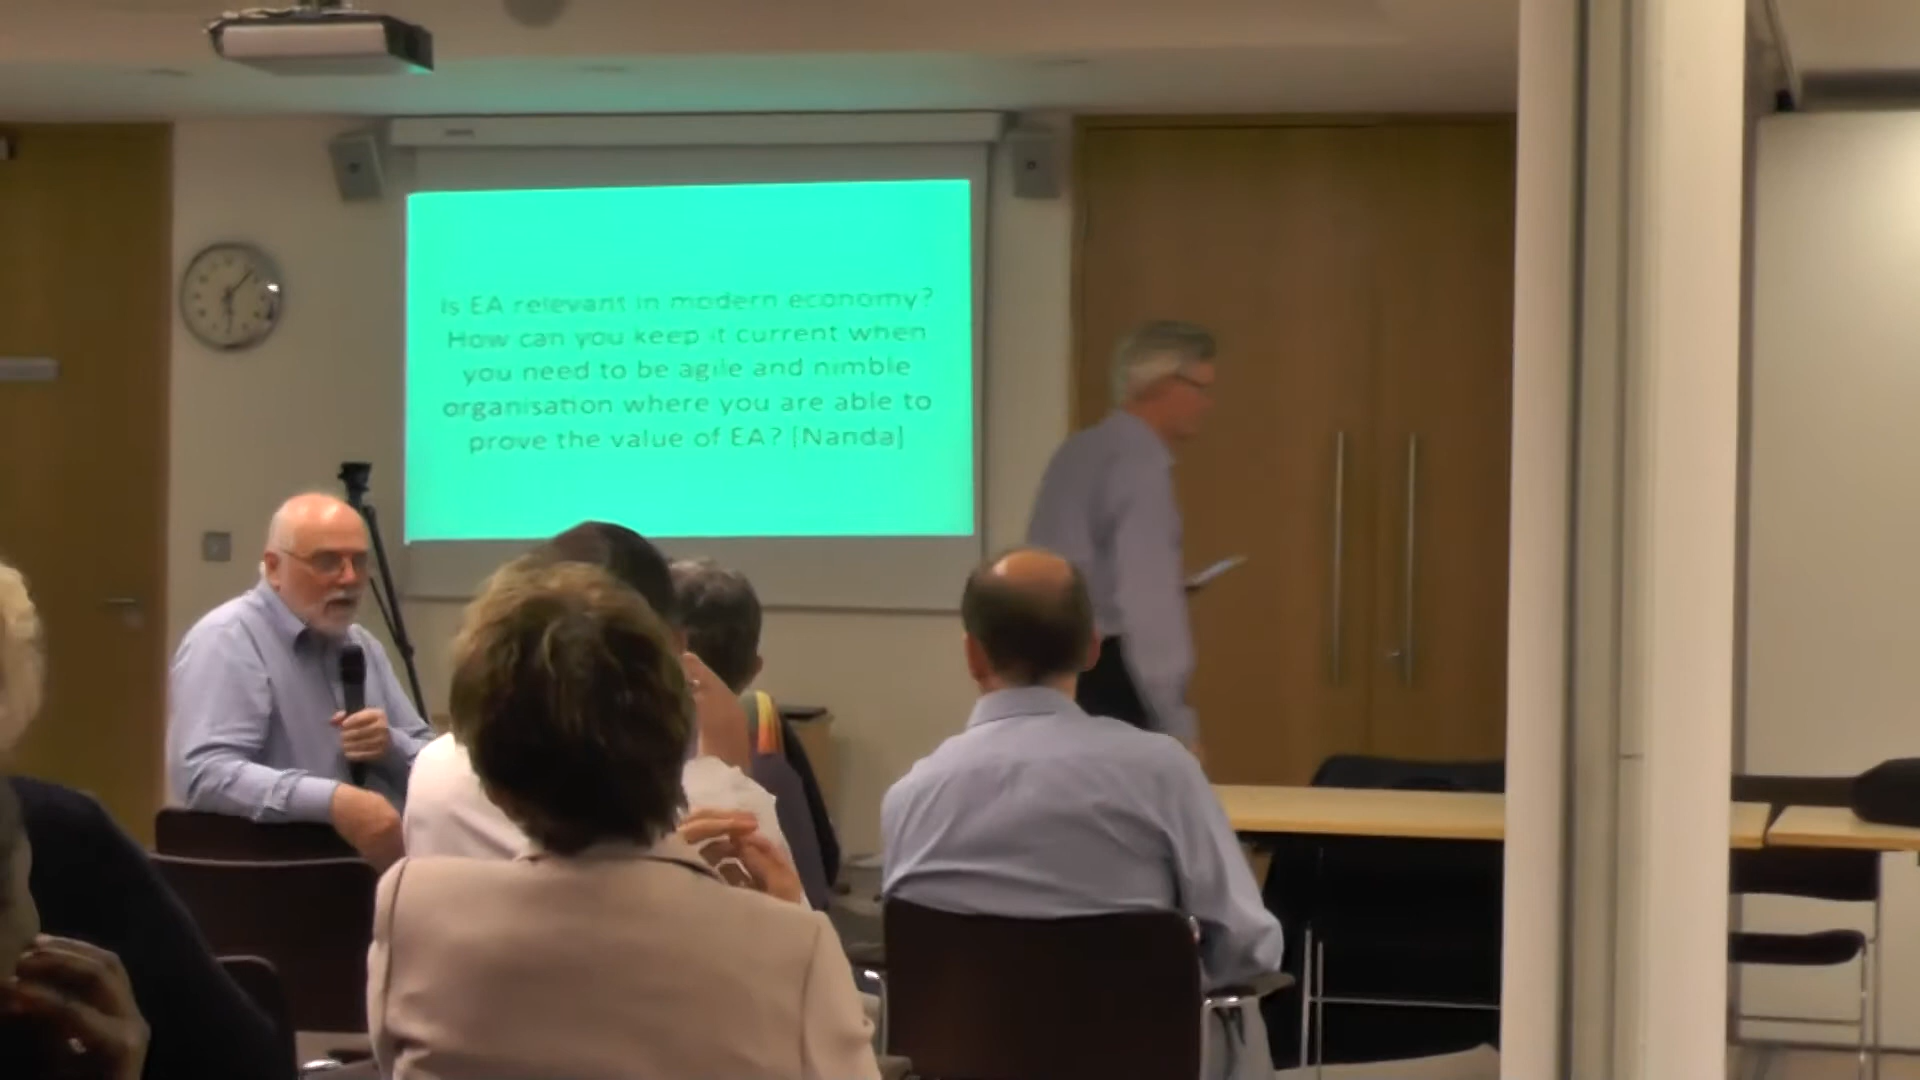 Is EA relevant in modern economy?
How can you keep it current when
you need to be agile and nimble
organisation where you are able to
prove the value of EA? [Nanda]